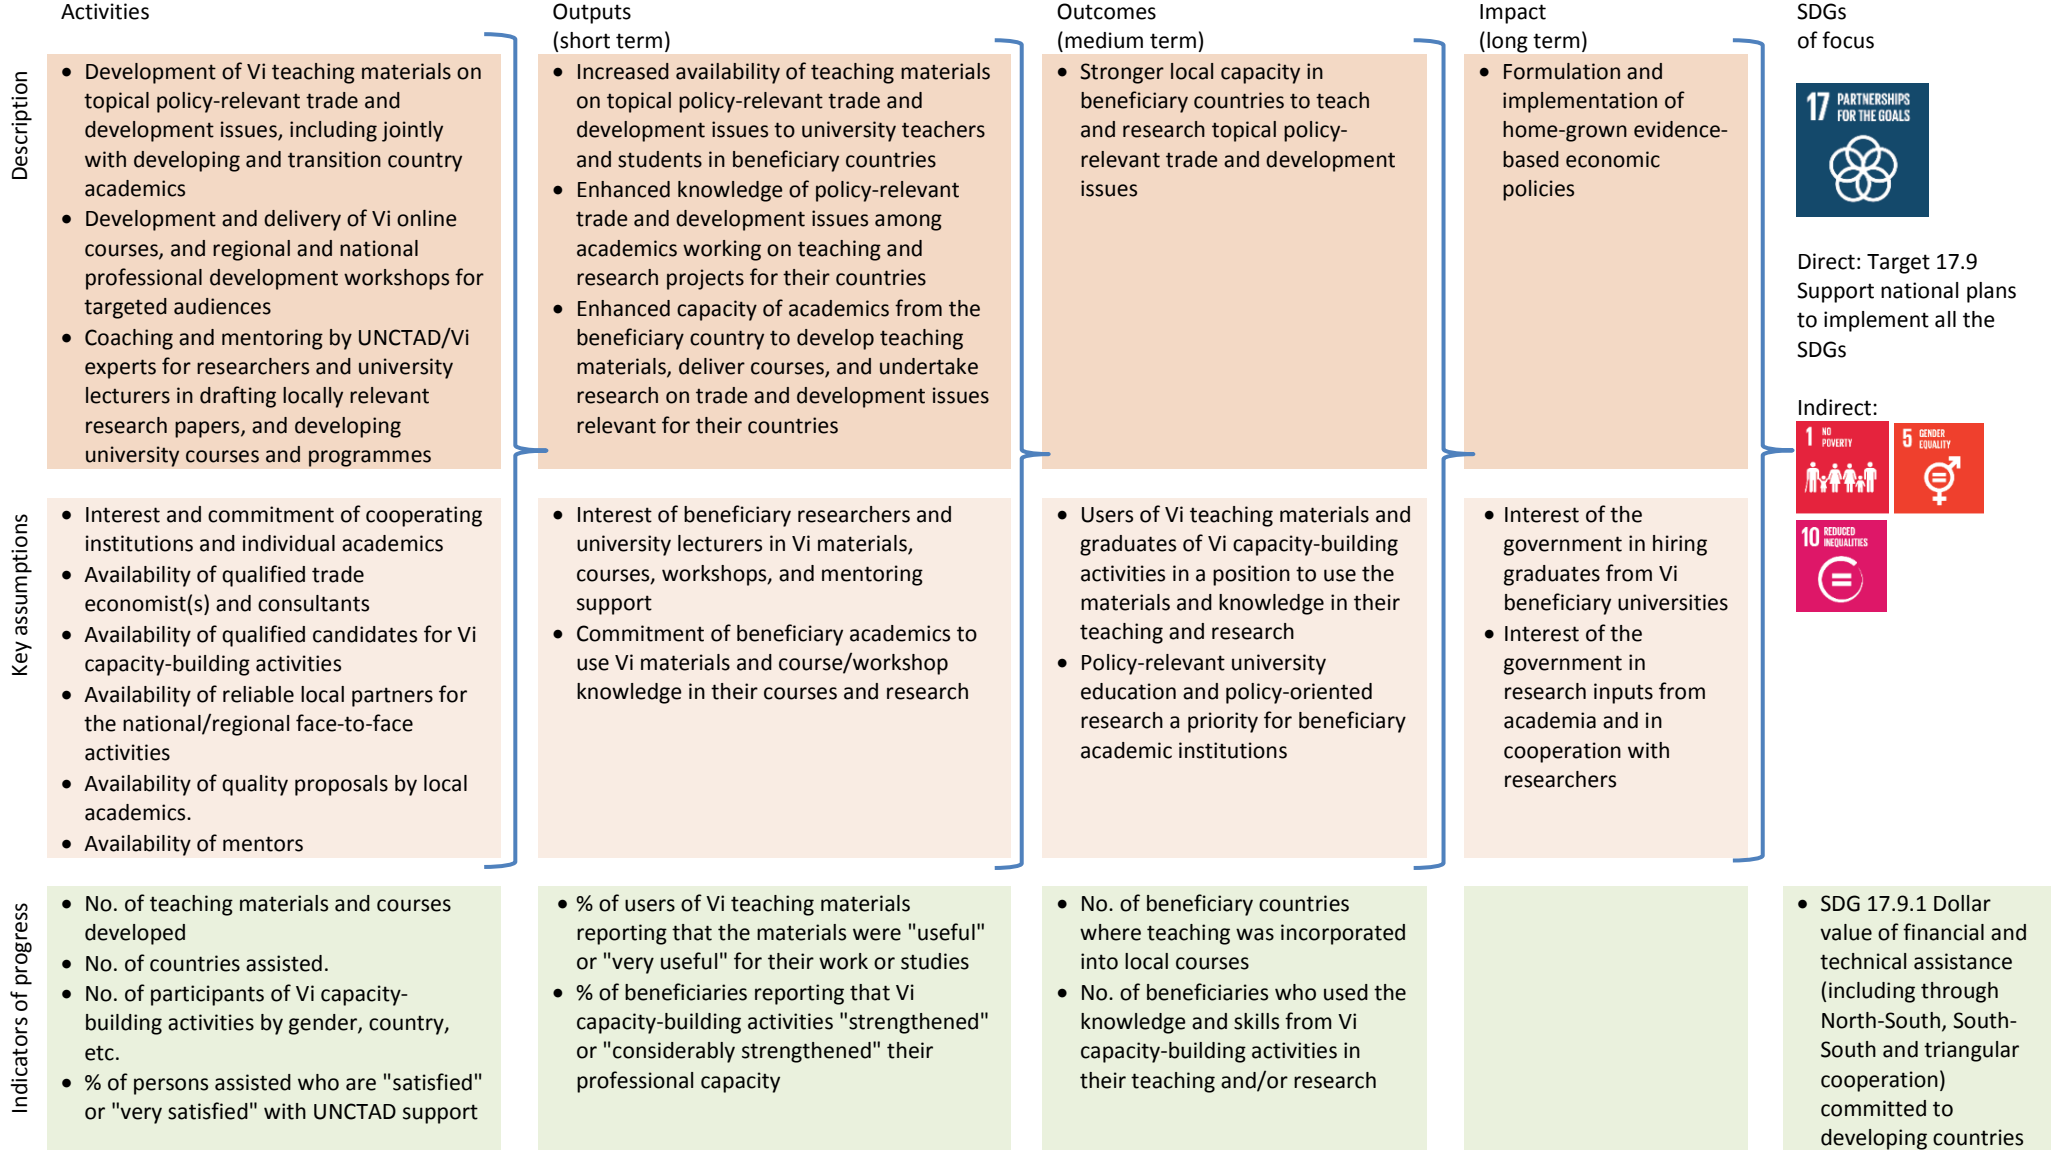 Activities
Outputs
(short term)
Outcomes
(medium term)
Impact
(long term)
SDGs
of focus
Description
• Development of Vi teaching materials on
topical policy-relevant trade and
development issues, including jointly
with developing and transition country
academics
• Development and delivery of Vi online
courses, and regional and national
professional development workshops for
targeted audiences
• Coaching and mentoring by UNCTAD/Vi
experts for researchers and university
lecturers in drafting locally relevant
research papers, and developing
university courses and programmes
• Increased availability of teaching materials
on topical policy-relevant trade and
development issues to university teachers
and students in beneficiary countries
• Enhanced knowledge of policy-relevant
trade and development issues among
academics working on teaching and
research projects for their countries
• Enhanced capacity of academics from the
beneficiary country to develop teaching
materials, deliver courses, and undertake
research on trade and development issues
relevant for their countries
• Stronger local capacity in
beneficiary countries to teach
and research topical policy-
relevant trade and development
issues
• Formulation and
implementation of
home-grown evidence-
based economic
policies
17 PARTNERSHIPS
FOR THE GOALS
Direct: Target 17.9
Support national plans
to implement all the
SDGs
Indirect:
1 NO
POVERTY
5 GENDER
EQUALITY
10 REDUCED
INEQUALITIES
Key assumptions
• Interest and commitment of cooperating
institutions and individual academics
• Availability of qualified trade
economist(s) and consultants
• Availability of qualified candidates for Vi
capacity-building activities
• Availability of reliable local partners for
the national/regional face-to-face
activities
• Availability of quality proposals by local
academics.
• Availability of mentors
• Interest of beneficiary researchers and
university lecturers in Vi materials,
courses, workshops, and mentoring
support
• Commitment of beneficiary academics to
use Vi materials and course/workshop
knowledge in their courses and research
• Users of Vi teaching materials and
graduates of Vi capacity-building
activities in a position to use the
materials and knowledge in their
teaching and research
• Policy-relevant university
education and policy-oriented
research a priority for beneficiary
academic institutions
• Interest of the
government in hiring
graduates from Vi
beneficiary universities
• Interest of the
government in
research inputs from
academia and in
cooperation with
researchers
Indicators of progress
• No. of teaching materials and courses
developed
• No. of countries assisted.
• No. of participants of Vi capacity-
building activities by gender, country,
etc.
• % of persons assisted who are "satisfied"
or "very satisfied" with UNCTAD support
• % of users of Vi teaching materials
reporting that the materials were "useful"
or "very useful" for their work or studies
• % of beneficiaries reporting that Vi
capacity-building activities "strengthened"
or "considerably strengthened" their
professional capacity
• No. of beneficiary countries
where teaching was incorporated
into local courses
• No. of beneficiaries who used the
knowledge and skills from Vi
capacity-building activities in
their teaching and/or research
• SDG 17.9.1 Dollar
value of financial and
technical assistance
(including through
North-South, South-
South and triangular
cooperation)
committed to
developing countries